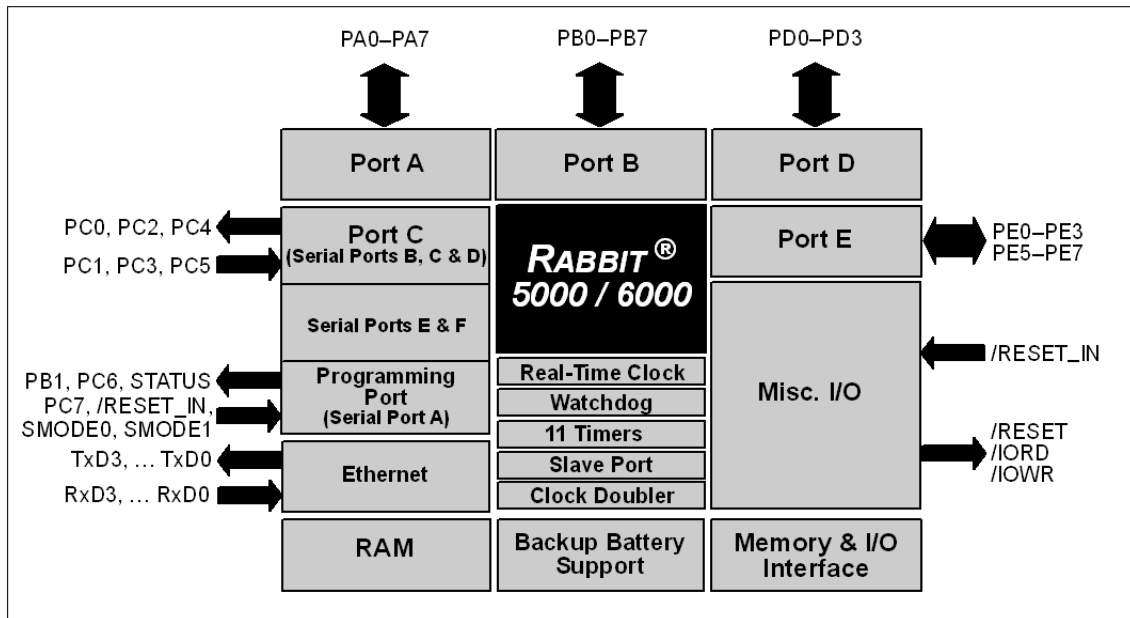 PA0–PA7
PB0–PB7
PD0–PD3
Port A
Port B
Port D
PC0, PC2, PC4
PC1, PC3, PC5
Port C
(Serial Ports B, C & D)
RABBIT ®
5000 / 6000
Port E
PE0–PE3
PE5–PE7
Serial Ports E & F
PB1, PC6, STATUS
PC7, /RESET_IN,
SMODE0, SMODE1
Programming
Port
(Serial Port A)
Real-Time Clock
Watchdog
11 Timers
Slave Port
Clock Doubler
Misc. I/O
/RESET_IN
/RESET
/IORD
/IOWR
TxD3, ... TxD0
RxD3, ... RxD0
Ethernet
RAM
Backup Battery
Support
Memory & I/O
Interface